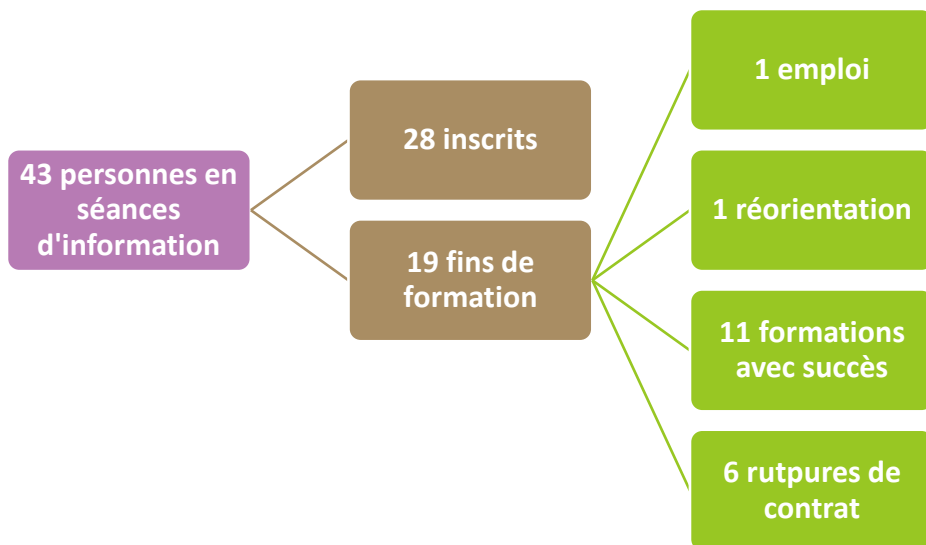 43 personnes en
séances
d'information
28 inscrits
19 fins de
formation
1 emploi
1 réorientation
11 formations
avec succès
6 rutpures de
contrat